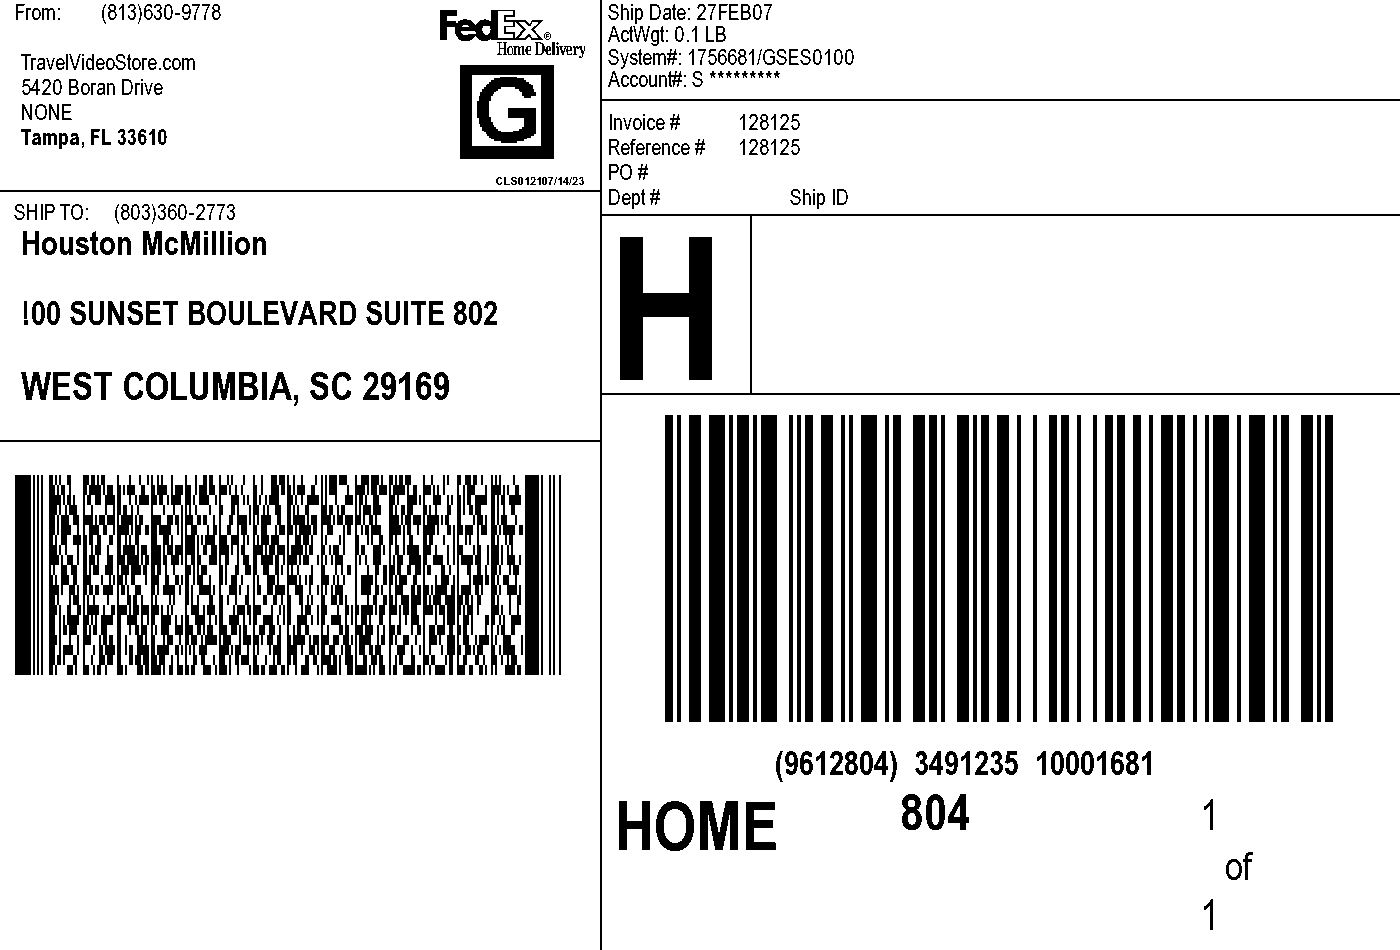 From: (813)630-9778
TravelVideoStore.com
5420 Boran Drive
NONE
Tampa, FL 33610
FedEx®
Home Delivery
G
CLS012107/14/23
SHIP TO: (803)360-2773
Houston McMillion
!00 SUNSET BOULEVARD SUITE 802
WEST COLUMBIA, SC 29169
Ship Date: 27FEB07
ActWgt: 0.1 LB
System#: 1756681/GSES0100
Account#: S *********
Invoice # 128125
Reference # 128125
PO #
Dept # Ship ID
H
(9612804) 3491235 10001681
HOME 804 1
of
1